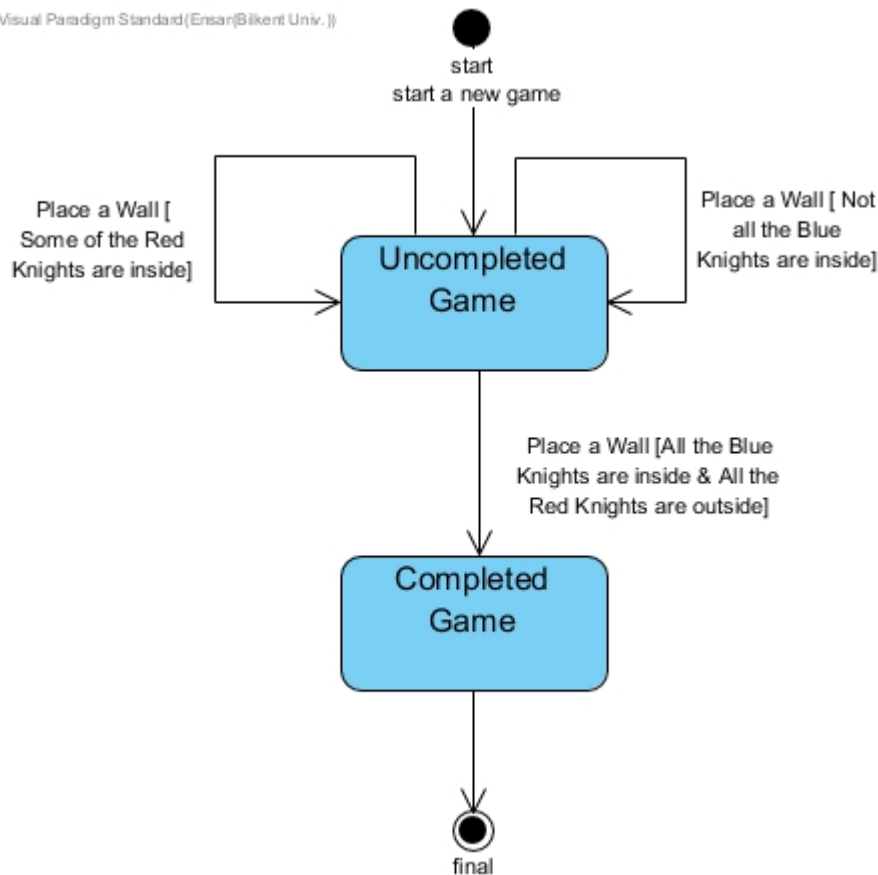 Visual Paradigm Standard(Ensar(Bilkent Univ.))
start
start a new game
Place a Wall [
Some of the Red
Knights are inside]
Place a Wall [ Not
all the Blue
Knights are inside]
Uncompleted
Game
Place a Wall [All the Blue
Knights are inside & All the
Red Knights are outside]
Completed
Game
final